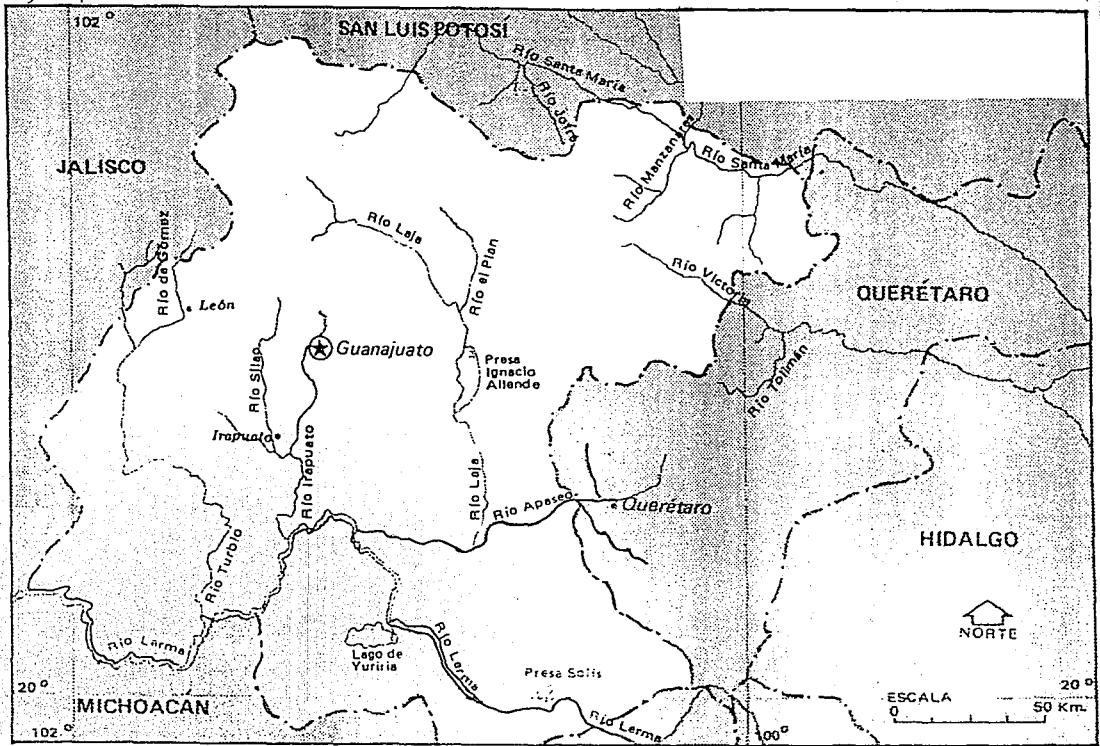 102°
SAN LUIS POTOSÍ
Río Santa María
Río Jofre
JALISCO
Río Manzanares
Río Santa María
Río de Gómez
Río Laja
Río el Plan
Río Victoria
QUERÉTARO
León
Guanajuato
Presa
Ignacio
Allende
Río Silao
Río Tolimán
Irapuato
Río Irapuato
Río Laja
Río Apaseo
Querétaro
HIDALGO
Río Turbio
NORTE
Río Lerma
Lago de
Yuriria
Río Lerma
Presa Solís
20°
MICHOACAN
ESCALA
20°
0
50 Km.
Río Lerma
102°
100°